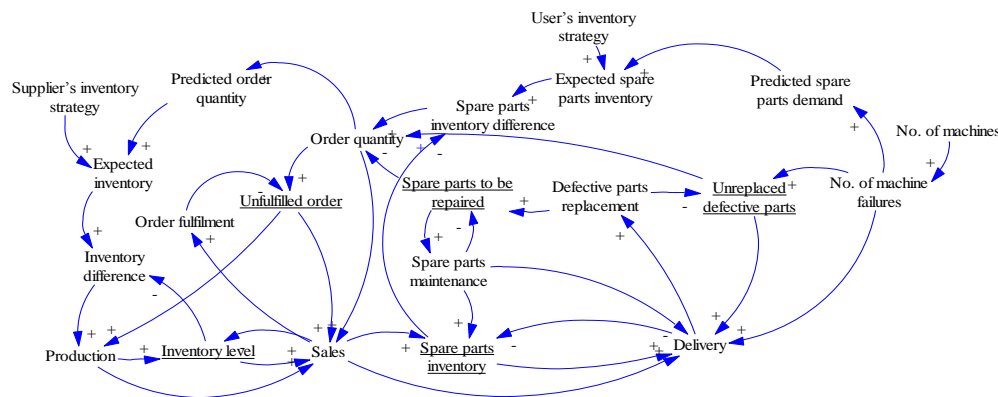 User's inventory
strategy
Supplier's inventory
strategy
Predicted order
quantity
Expected spare
parts inventory
Predicted spare
parts demand
Spare parts
inventory difference
No. of machines
Order quantity
Expected
inventory
Spare parts to be
repaired
Defective parts
replacement
Unreplaced
defective parts
No. of machine
failures
Unfulfilled order
Order fulfilment
Inventory
difference
Spare parts
maintenance
Production
Inventory level
Sales
Spare parts
inventory
Delivery